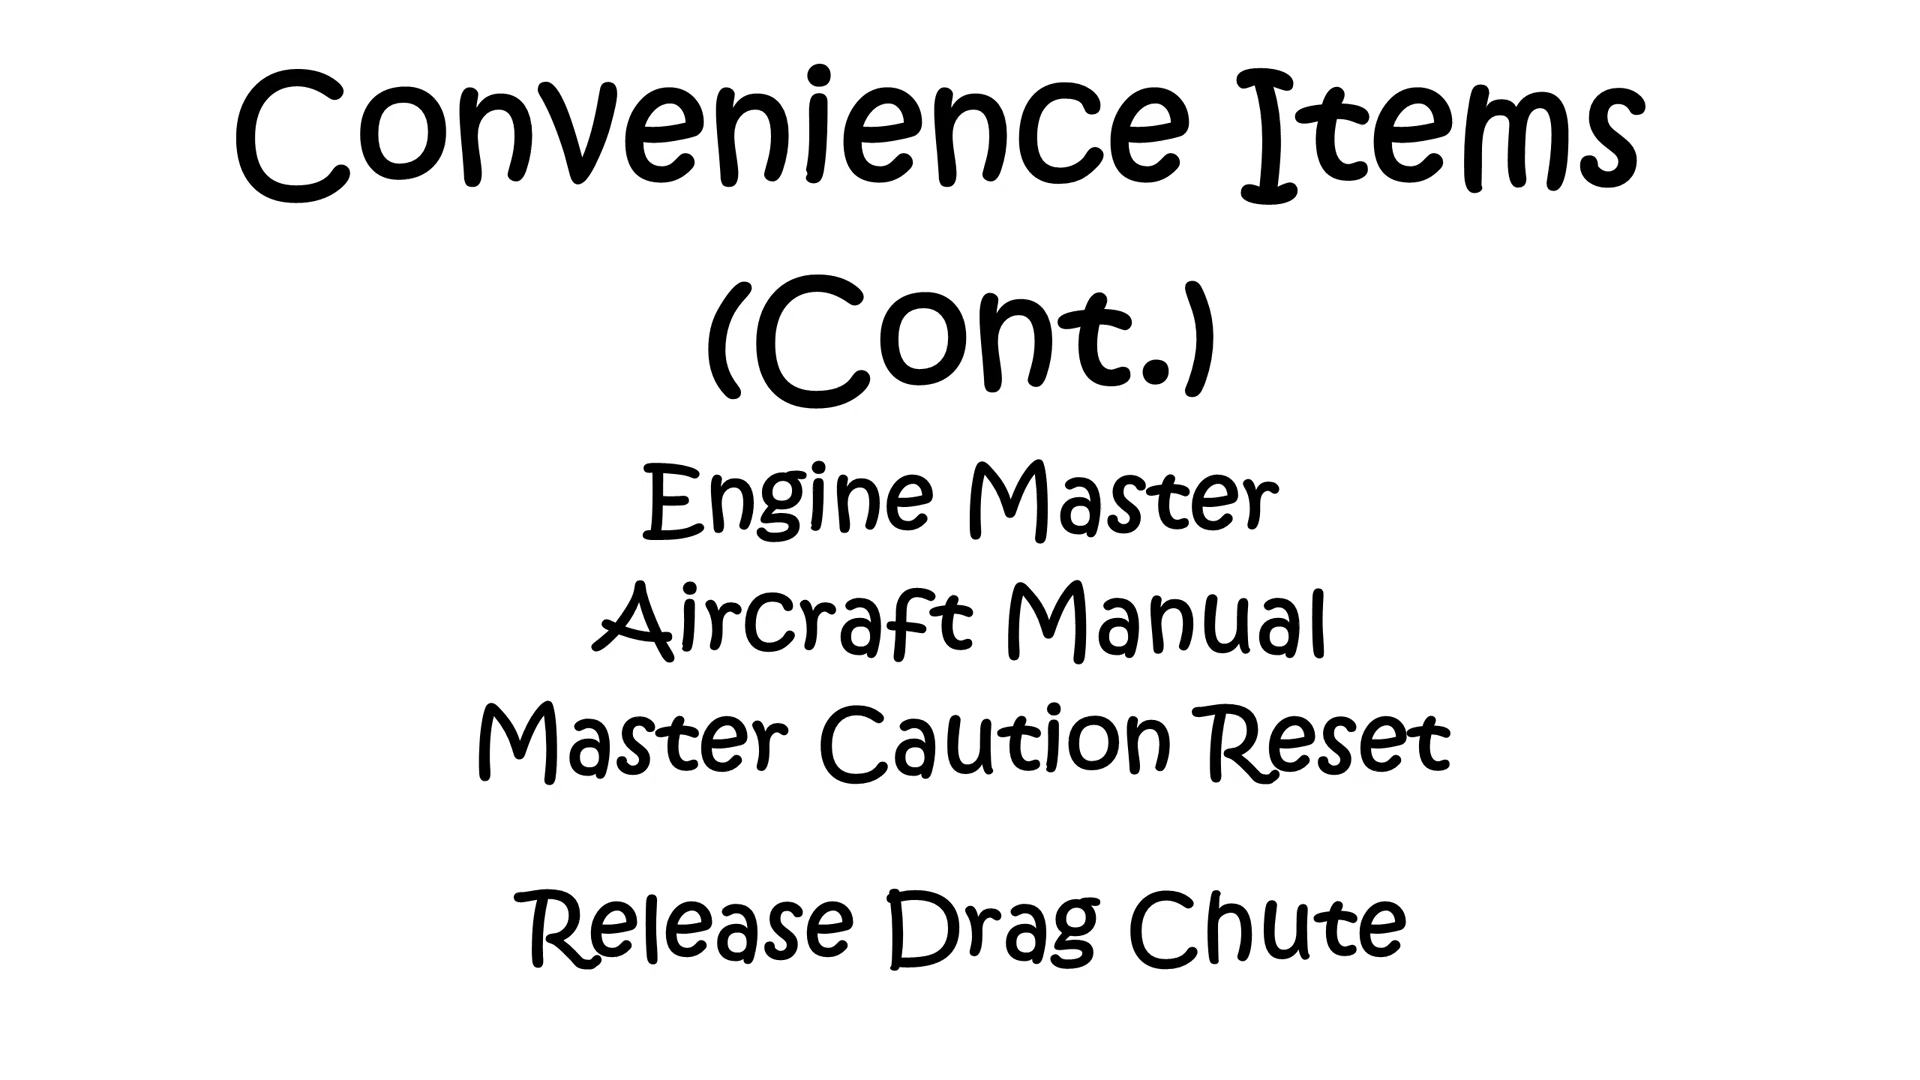 Convenience Items
(Cont.)
Engine Master
Aircraft Manual
Master Caution Reset
Release Drag Chute